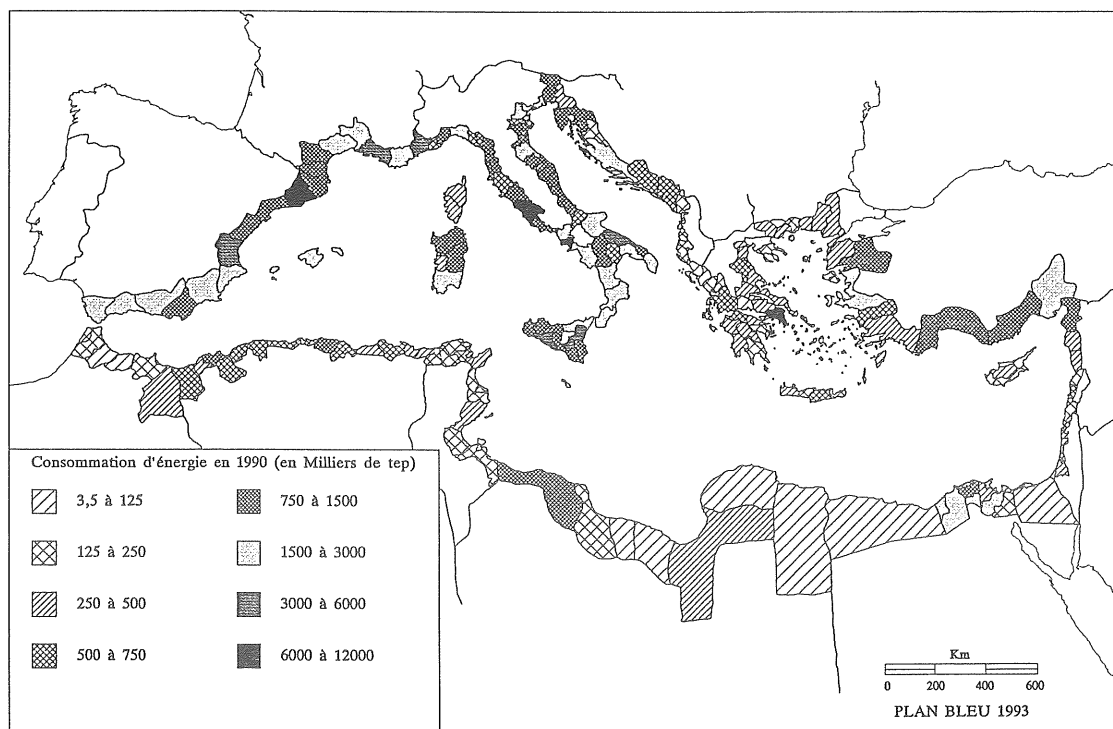 Consommation d'énergie en 1990 (en Milliers de tep)
3,5 à 125
125 à 250
250 à 500
500 à 750
750 à 1500
1500 à 3000
3000 à 6000
6000 à 12000
Km
0 200 400 600
PLAN BLEU 1993